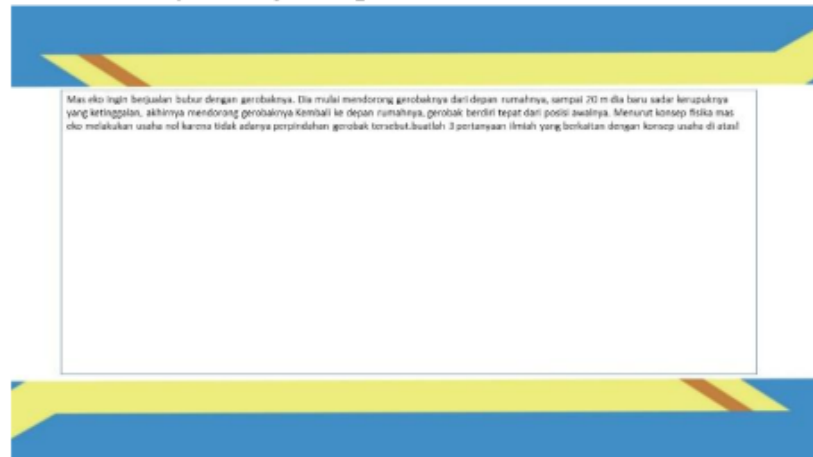 Mas eko ingin berjualan bubur dengan gerobaknya. Dia mulai mendorong gerobaknya dari depan rumahnya, sampai 20 m dia baru sadar kerupuknya
yang ketinggalan, akhirnya mendorong gerobaknya Kembali ke depan rumahnya, gerobak berdiri tepat dari posisi awalnya. Menurut konsep fisika mas
eko melakukan usaha nol karena tidak adanya perpindahan gerobak tersebut.buatlah 3 pertanyaan ilmiah yang berkaitan dengan konsep usaha di atas!